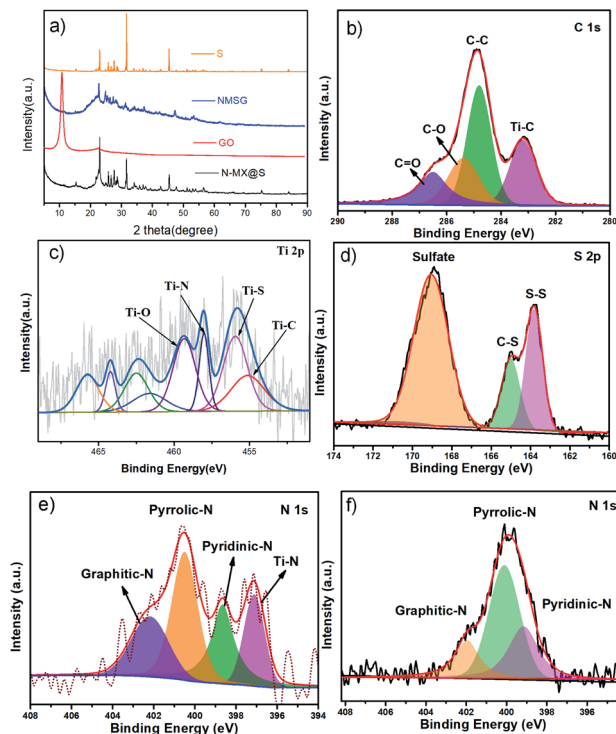 a)
S
NMSG
GO
N-MX@S
Intensity(a.u.)
10 20 30 40 50 60 70 80 90
2 theta(degree)
b)
C 1s
C-C
C-O
C=O
Ti-C
Intensity(a.u.)
290 288 286 284 282 280
Binding Energy (eV)
c)
Ti 2p
Ti-N
Ti-O
Ti-S
Ti-C
Intensity(a.u.)
465 460 455
Binding Energy(eV)
d)
S 2p
Sulfate
S-S
C-S
Intensity(a.u.)
174 172 170 168 166 164 162 160
Binding Energy (eV)
e)
N 1s
Pyrrolic-N
Pyridinic-N
Graphitic-N
Ti-N
Intensity(a.u.)
408 406 404 402 400 398 396 394
Binding Energy (eV)
f)
N 1s
Pyrrolic-N
Graphitic-N
Pyridinic-N
Intensity(a.u.)
408 406 404 402 400 398 396
Binding Energy (eV)